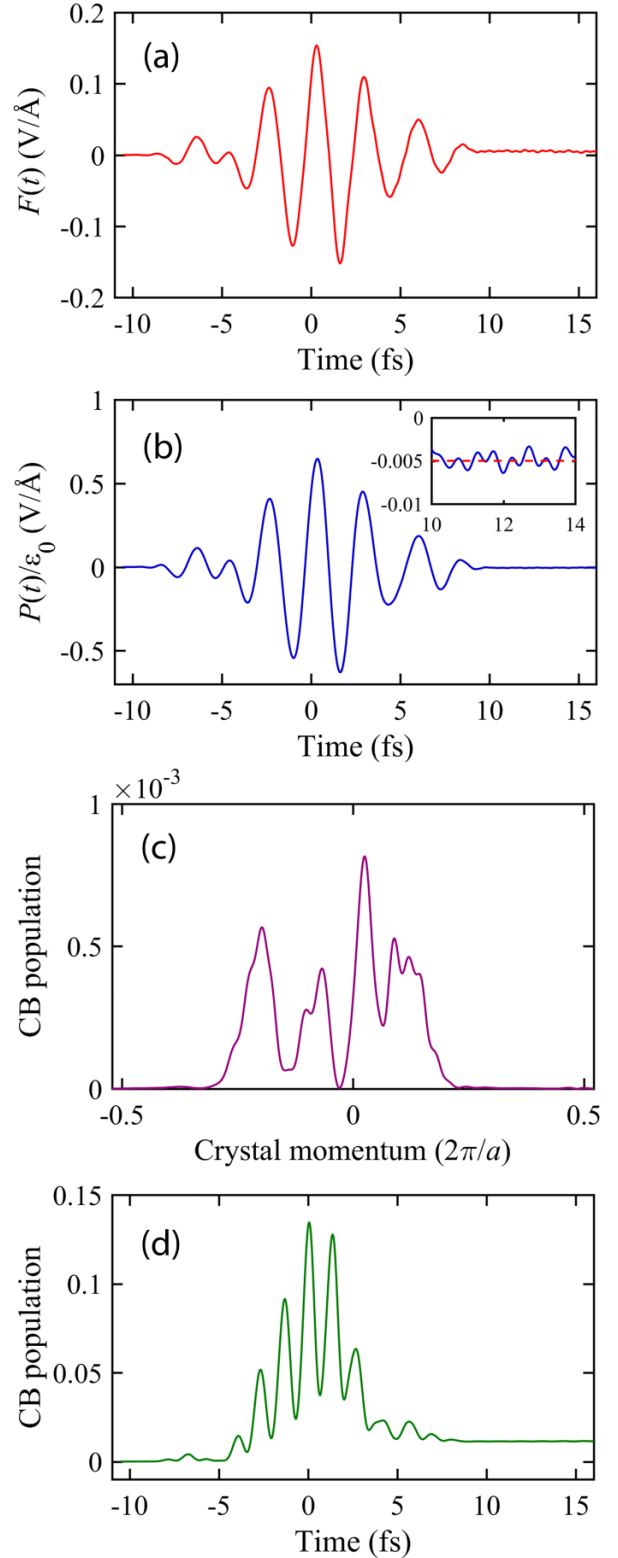 0.2
(a)
0.1
0
-0.1
-0.2
F(t) (V/Å)
-10 -5 0 5 10 15
Time (fs)
1
(b)
0.5
0
-0.5
P(t)/ε₀ (V/Å)
0
-0.005
-0.01
10 12 14
-10 -5 0 5 10 15
Time (fs)
×10⁻³
1
(c)
0.5
0
CB population
-0.5 0 0.5
Crystal momentum (2π/a)
0.15
(d)
0.1
0.05
0
CB population
-10 -5 0 5 10 15
Time (fs)